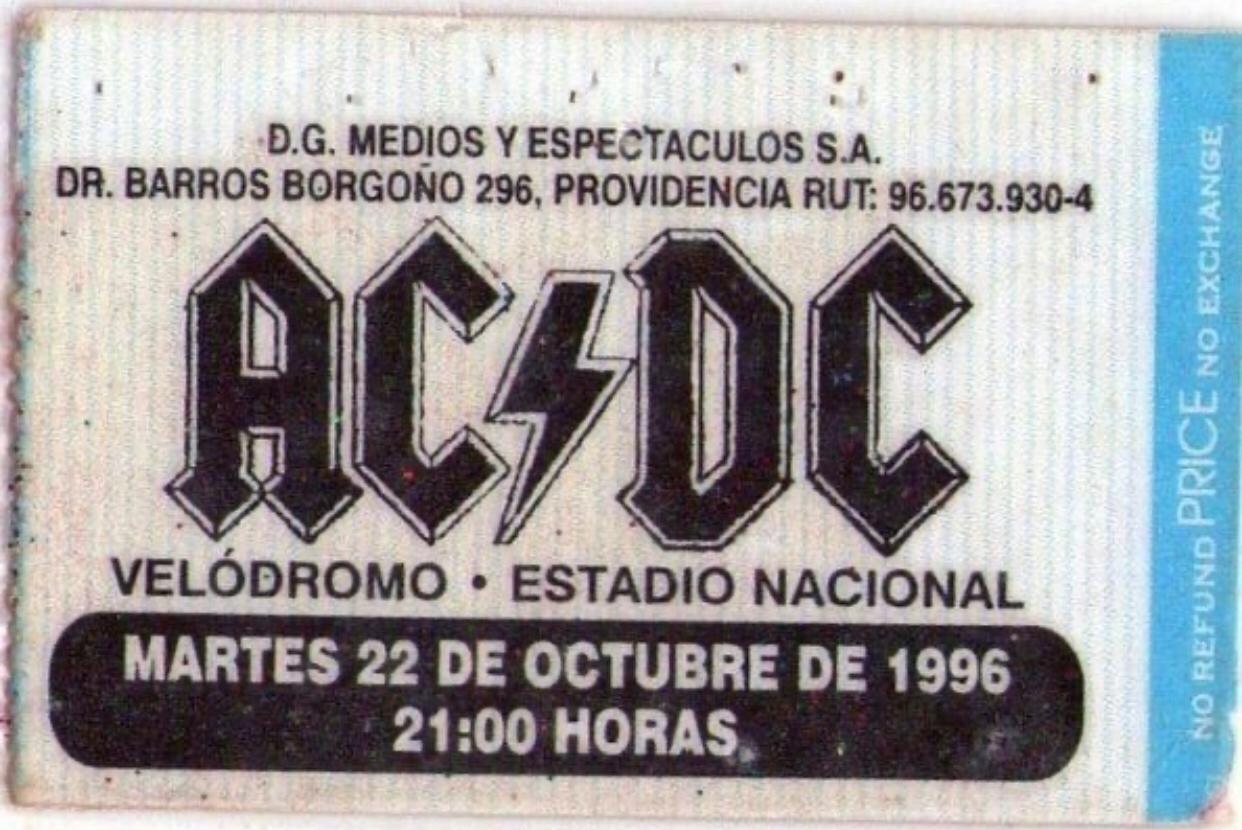 D.G. MEDIOS Y ESPECTACULOS S.A.
DR. BARROS BORGOÑO 296, PROVIDENCIA RUT: 96.673.930-4
AC⚡DC
VELÓDROMO • ESTADIO NACIONAL
MARTES 22 DE OCTUBRE DE 1996
21:00 HORAS
NO REFUND PRICE NO EXCHANGE